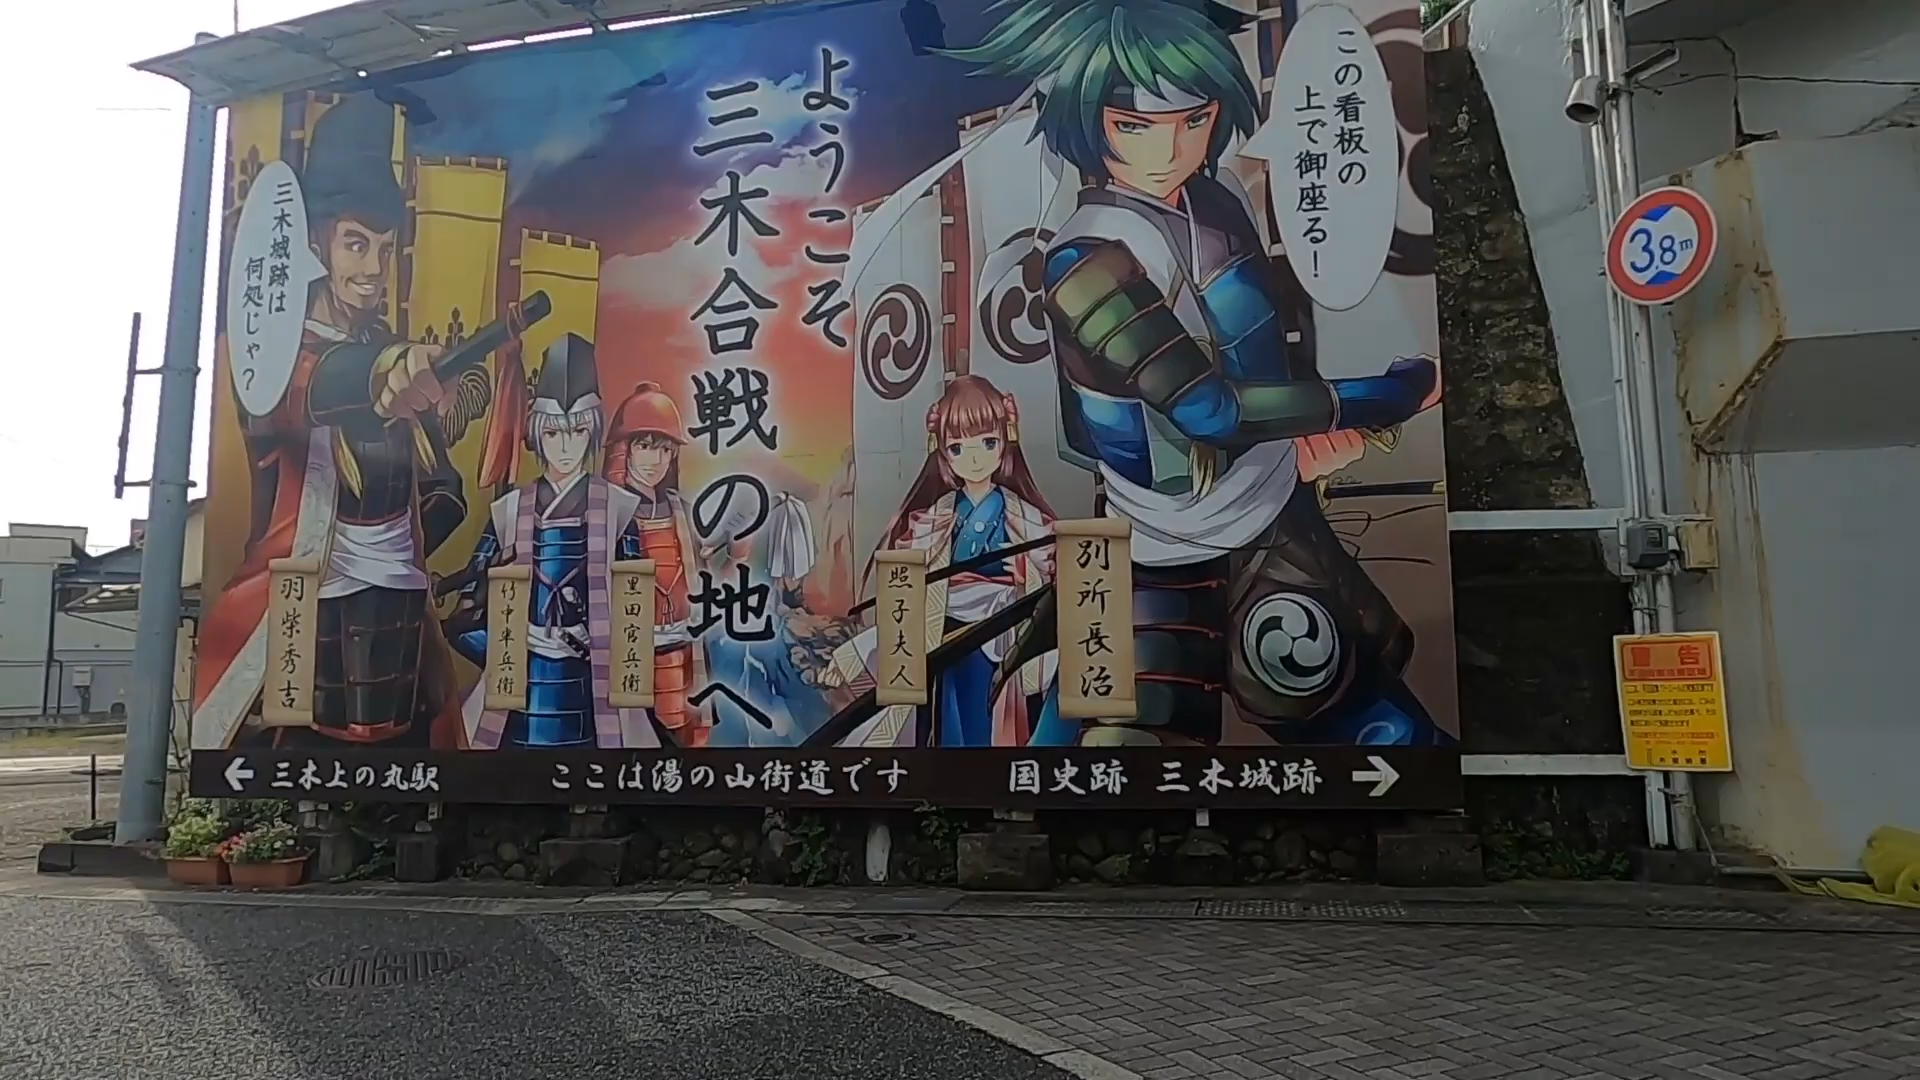 ようこそ
三木合戦の地へ
この看板の
上で御座る!
三木城跡は
何処じゃ?
別所長治
照子夫人
黒田官兵衛
竹中半兵衛
羽柴秀吉
← 三木上の丸駅
ここは湯の山街道です
国史跡 三木城跡 →
3.8m
警告